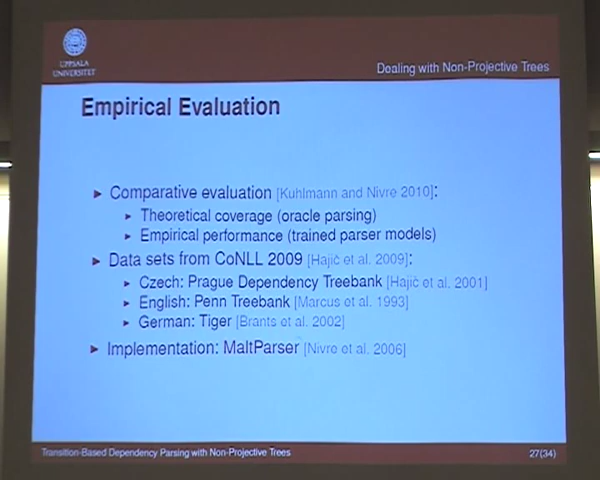 UPPSALA
UNIVERSITET
Dealing with Non-Projective Trees
Empirical Evaluation
Comparative evaluation [Kuhlmann and Nivre 2010]:
Theoretical coverage (oracle parsing)
Empirical performance (trained parser models)
Data sets from CoNLL 2009 [Hajič et al. 2009]:
Czech: Prague Dependency Treebank [Hajič et al. 2001]
English: Penn Treebank [Marcus et al. 1993]
German: Tiger [Brants et al. 2002]
Implementation: MaltParser [Nivre et al. 2006]
Transition-Based Dependency Parsing with Non-Projective Trees
27(34)